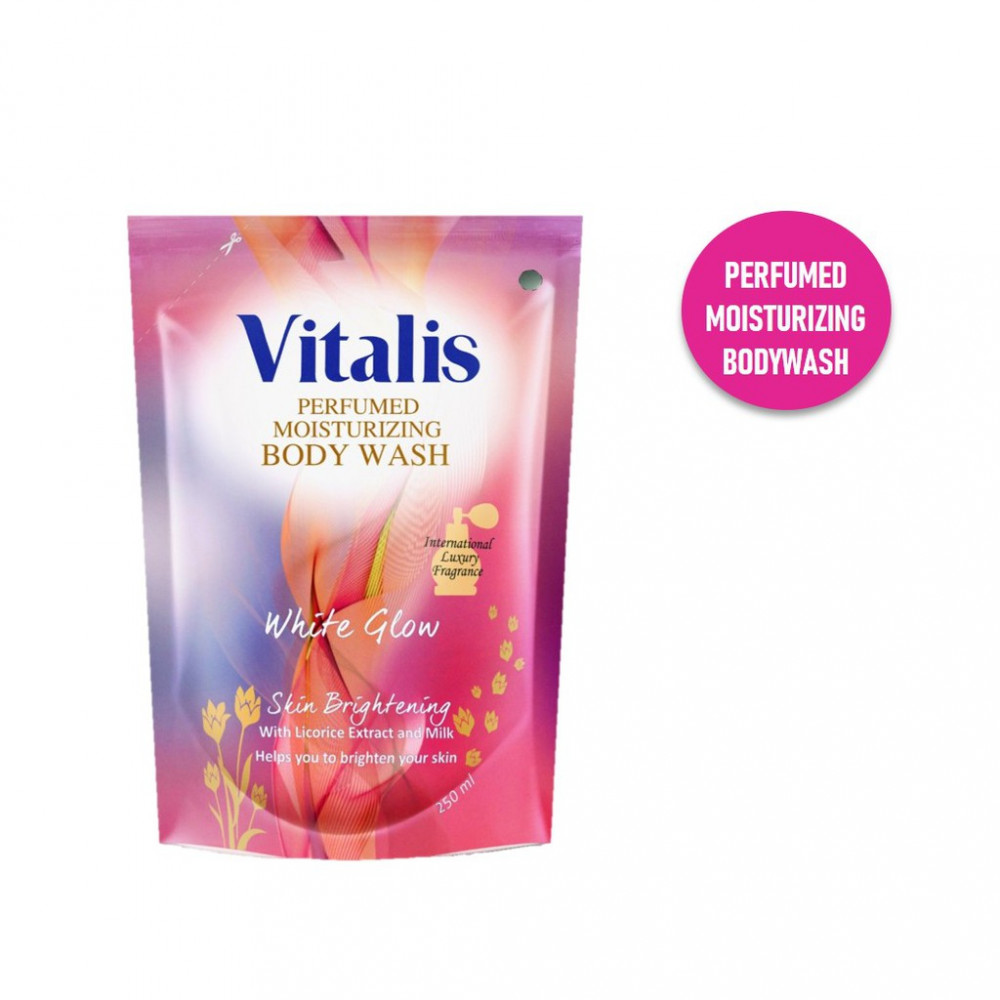 Vitalis
PERFUMED
MOISTURIZING
BODY WASH
International
Luxury
Fragrance
White Glow
Skin Brightening
With Licorice Extract and Milk
Helps you to brighten your skin
250 ml
PERFUMED
MOISTURIZING
BODYWASH